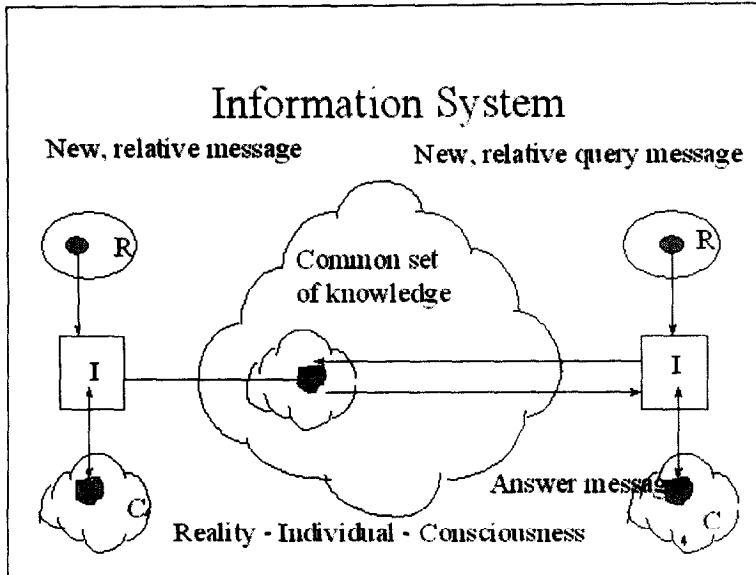 Information System
New, relative message
New, relative query message
R
R
Common set
of knowledge
I
I
Answer message
C
C
Reality - Individual - Consciousness